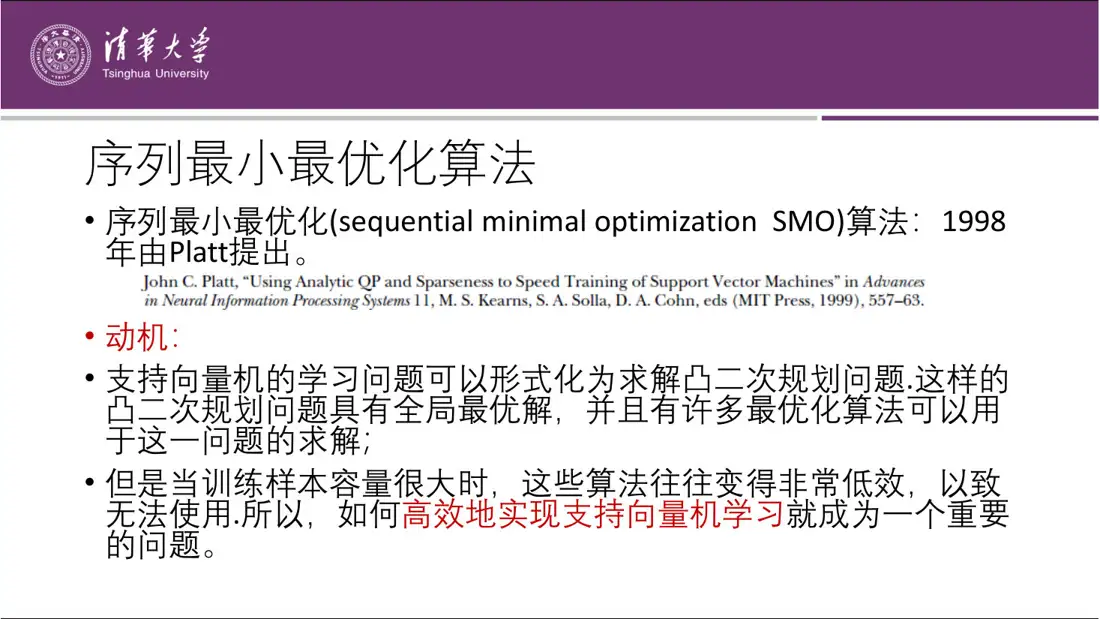 清华大学
Tsinghua University
序列最小最优化算法
• 序列最小最优化(sequential minimal optimization SMO)算法：1998
年由Platt提出。
John C. Platt, “Using Analytic QP and Sparseness to Speed Training of Support Vector Machines” in Advances
in Neural Information Processing Systems 11, M. S. Kearns, S. A. Solla, D. A. Cohn, eds (MIT Press, 1999), 557–63.
• 动机：
• 支持向量机的学习问题可以形式化为求解凸二次规划问题.这样的
凸二次规划问题具有全局最优解，并且有许多最优化算法可以用
于这一问题的求解；
• 但是当训练样本容量很大时，这些算法往往变得非常低效，以致
无法使用.所以，如何高效地实现支持向量机学习就成为一个重要
的问题。